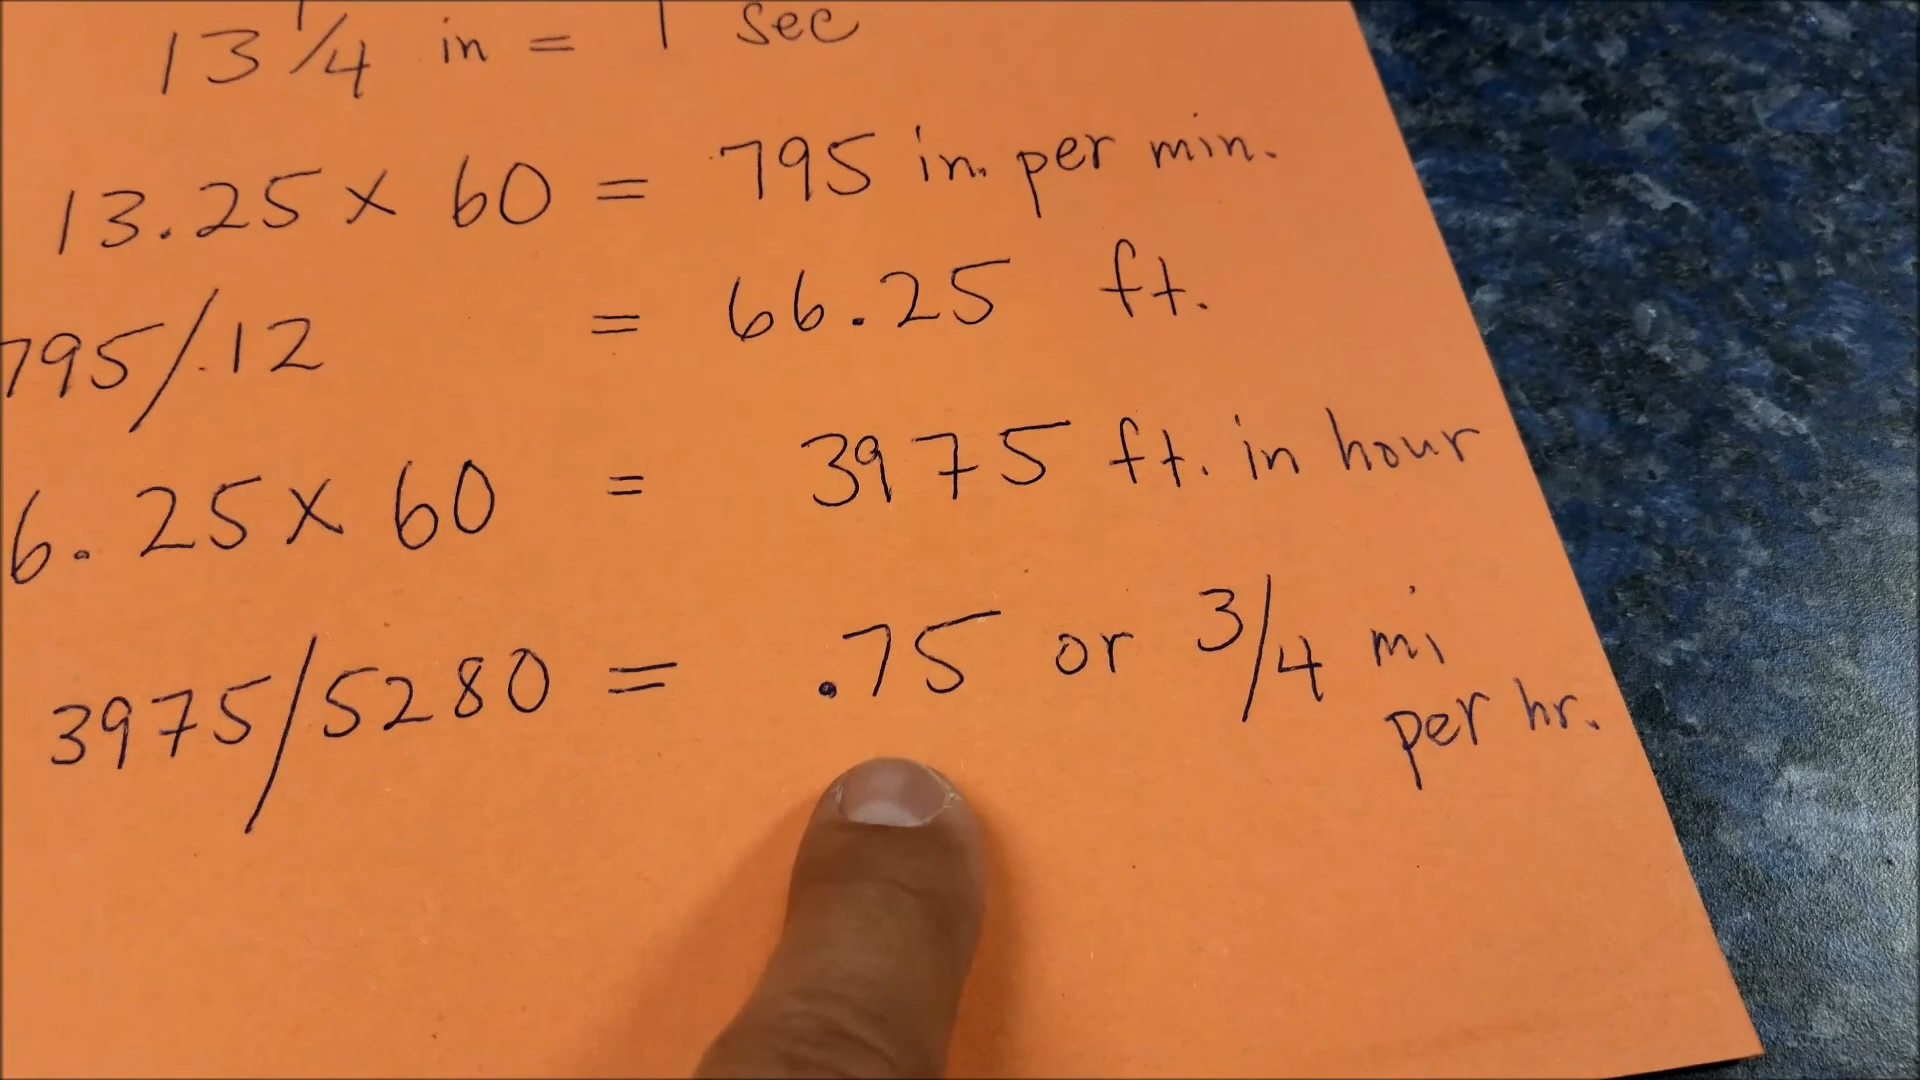 13 1/4 in = 1 sec
13.25 x 60 = 795 in. per min.
795/.12 = 66.25 ft.
6.25 x 60 = 3975 ft. in hour
3975/5280 = .75 or 3/4 mi
per hr.